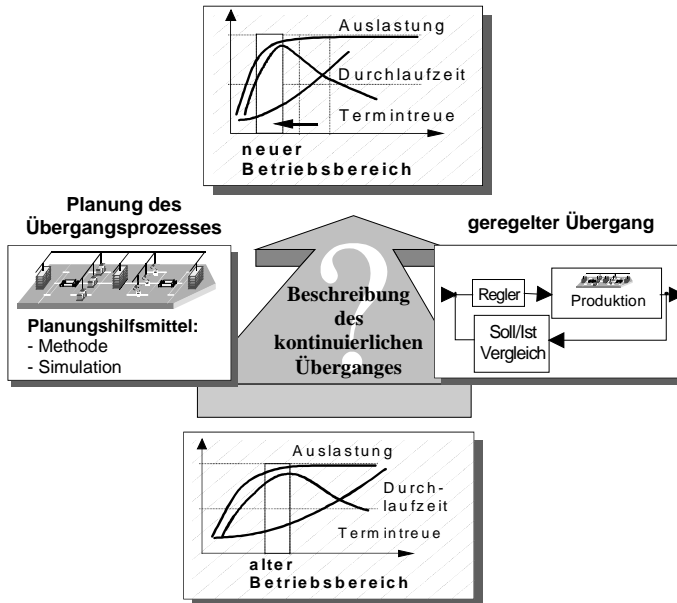 Auslastung
Durchlaufzeit
Termintreue
neuer
Betriebsbereich
Planung des
Übergangsprozesses
Planungshilfsmittel:
- Methode
- Simulation
?
Beschreibung
des
kontinuierlichen
Überganges
geregelter Übergang
Regler
Produktion
Soll/Ist
Vergleich
Auslastung
Durch-
laufzeit
Termintreue
alter
Betriebsbereich